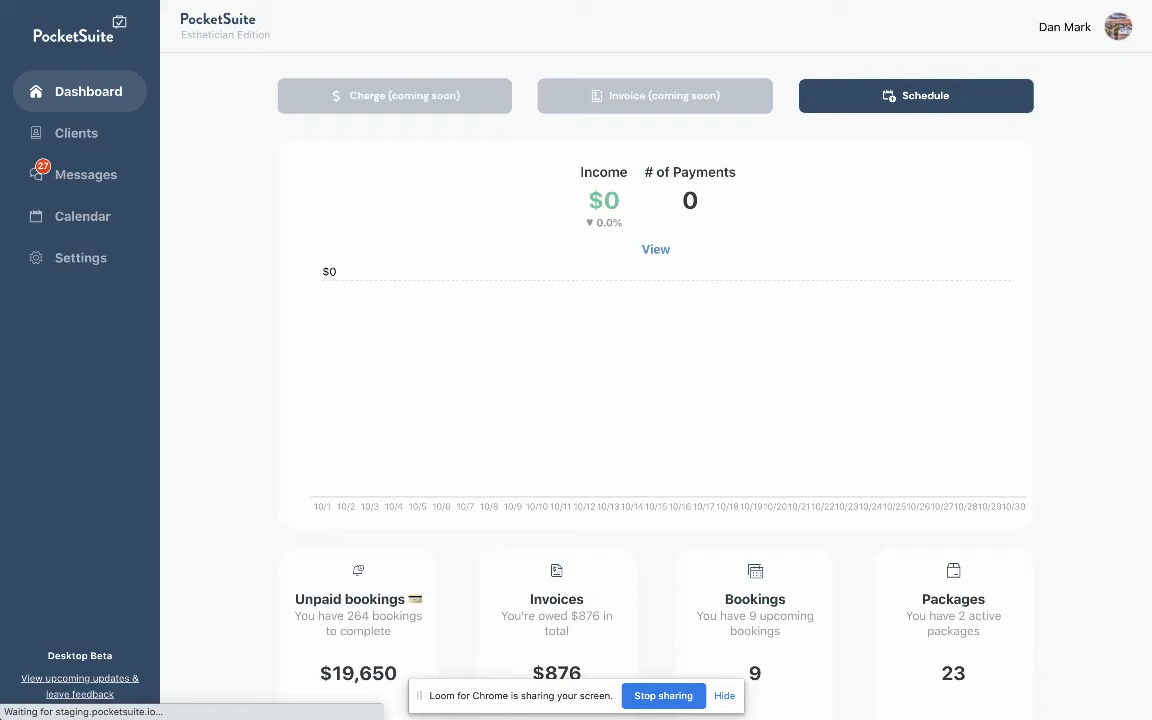 PocketSuite
Dashboard
Clients
27
Messages
Calendar
Settings
Desktop Beta
View upcoming updates &
leave feedback
Waiting for staging.pocketsuite.io...
PocketSuite
Esthetician Edition
Dan Mark
$ Charge (coming soon)
Invoice (coming soon)
Schedule
Income
# of Payments
$0
0
▼ 0.0%
View
$0
10/1 10/2 10/3 10/4 10/5 10/6 10/7 10/8 10/9 10/10 10/11 10/12 10/13 10/14 10/15 10/16 10/17 10/18 10/19 10/20 10/21 10/22 10/23 10/24 10/25 10/26 10/27 10/28 10/29 10/30
Unpaid bookings 💳
You have 264 bookings
to complete
$19,650
Invoices
You're owed $876 in
total
$876
Bookings
You have 9 upcoming
bookings
9
Packages
You have 2 active
packages
23
Loom for Chrome is sharing your screen.
Stop sharing
Hide